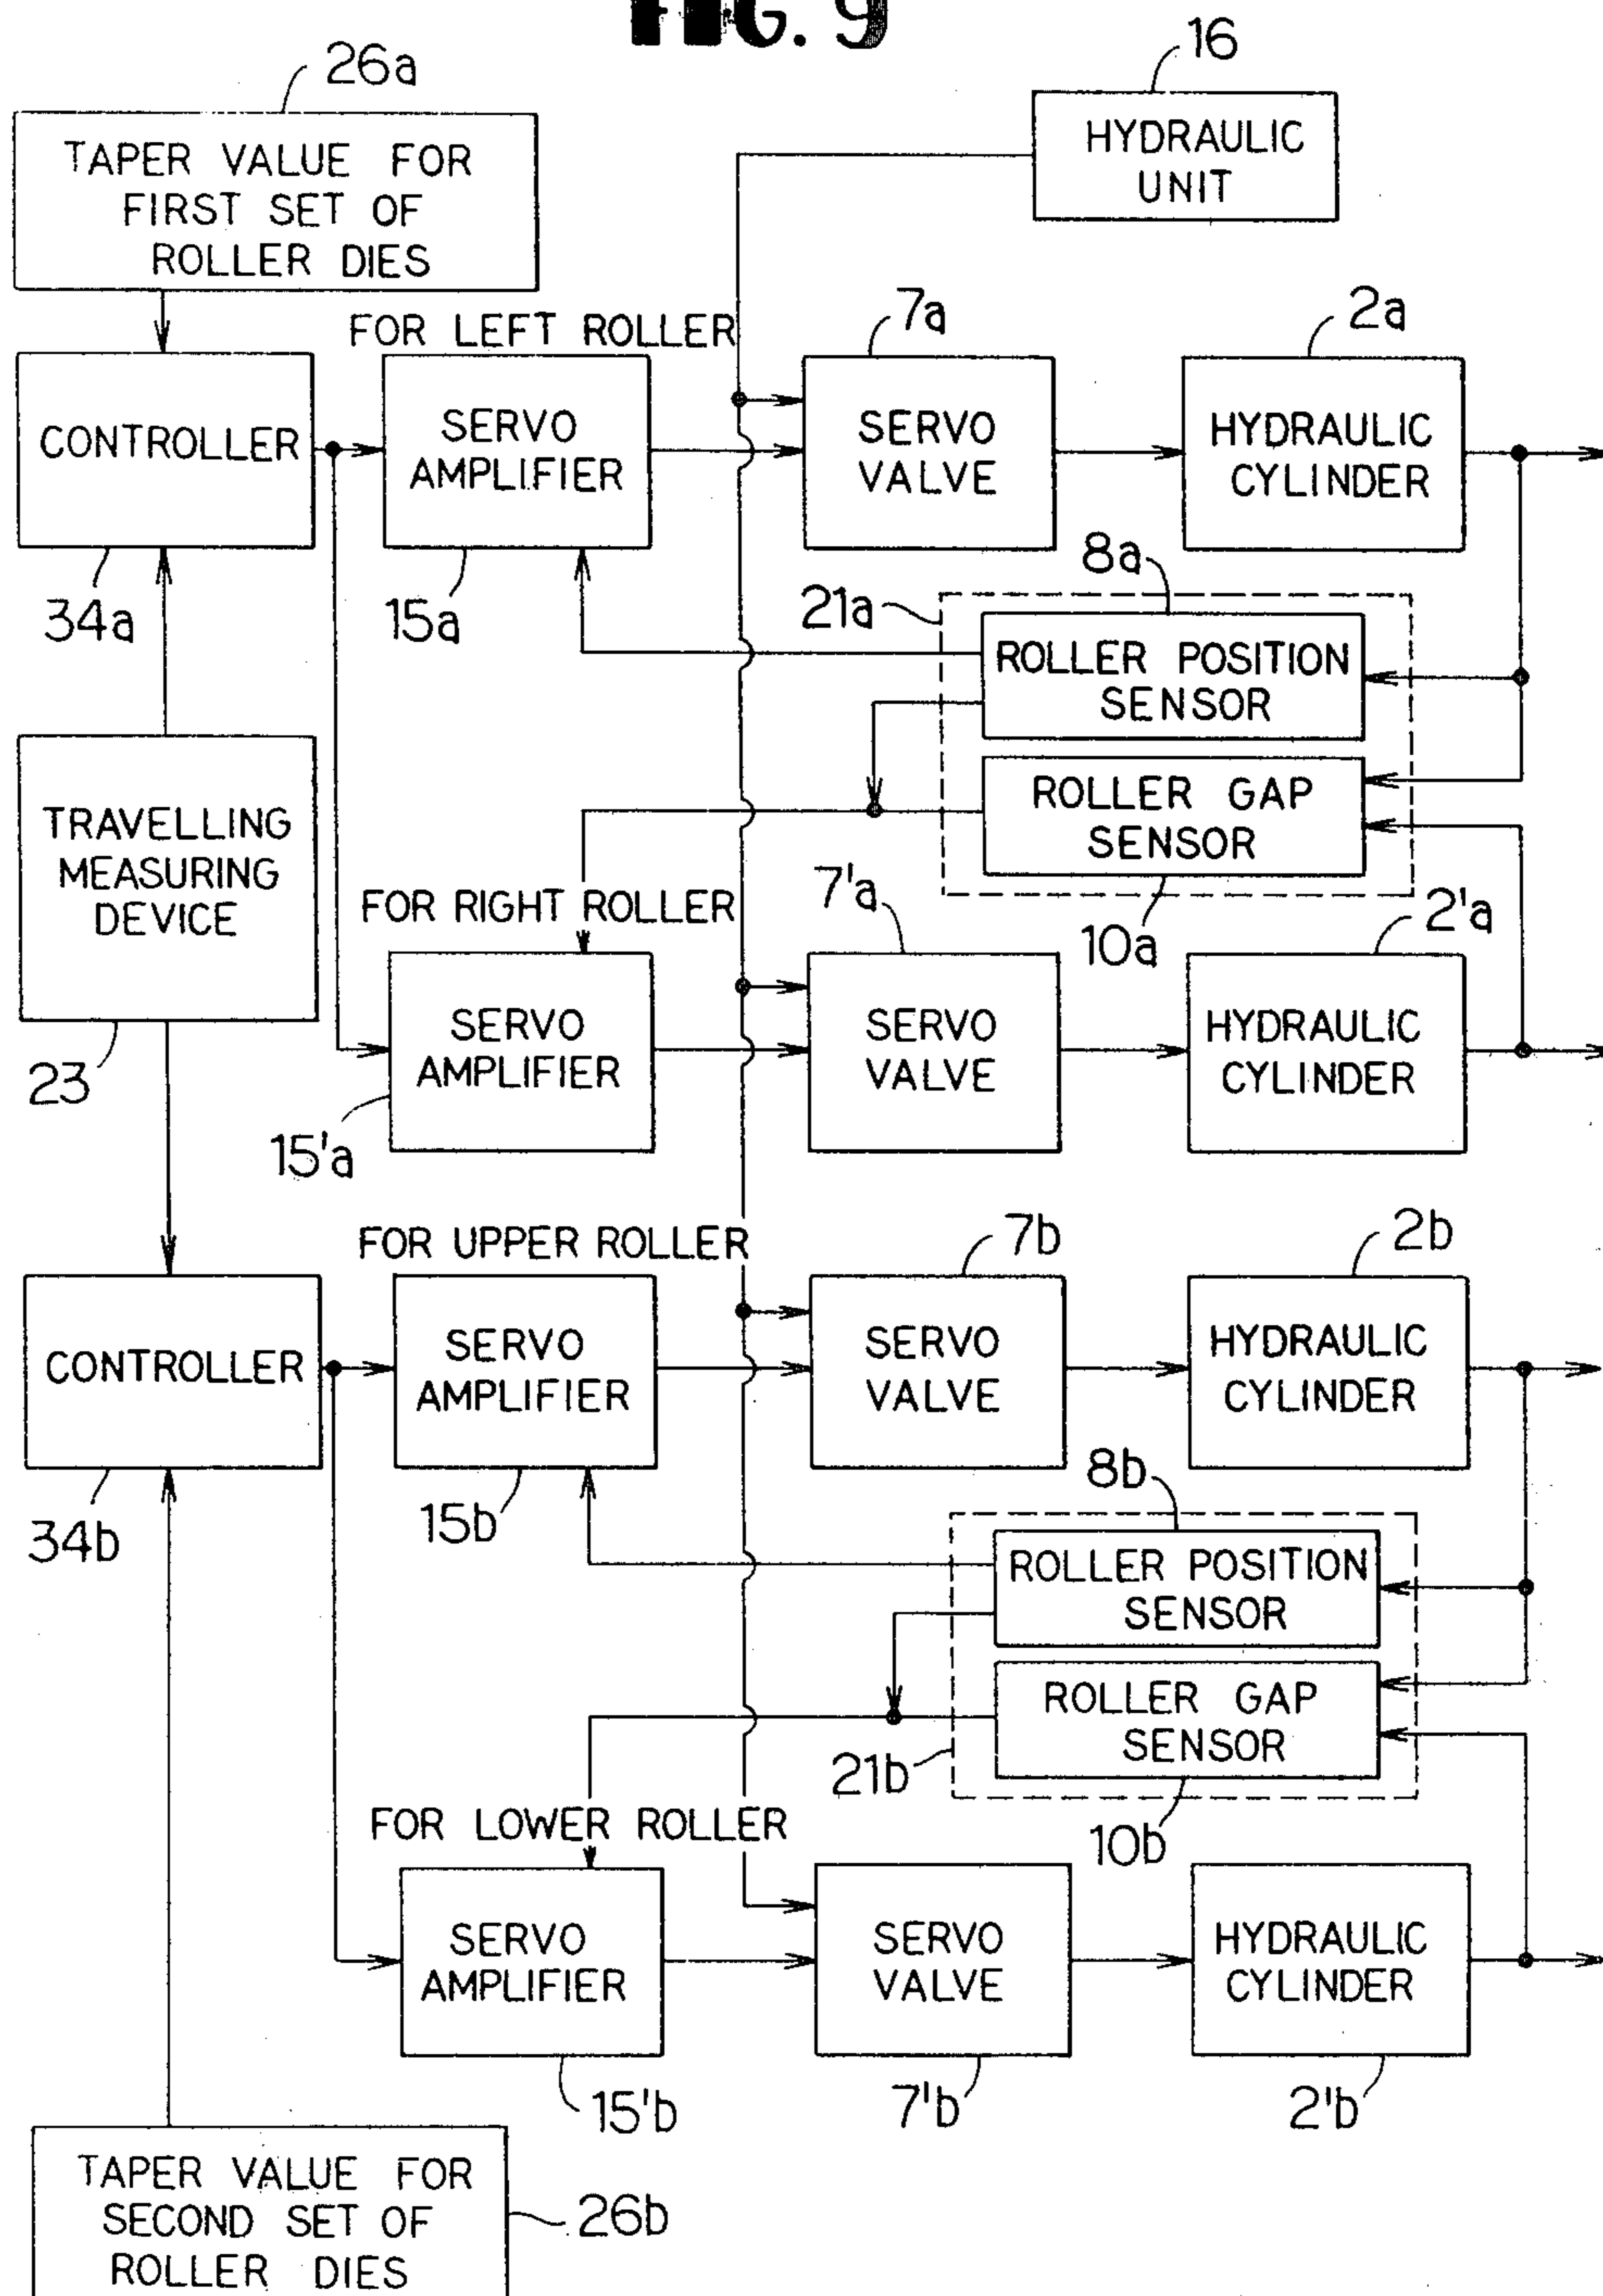 FIG. 9
26a
16
TAPER VALUE FOR
FIRST SET OF
ROLLER DIES
HYDRAULIC
UNIT
FOR LEFT ROLLER
7a
2a
CONTROLLER
SERVO
AMPLIFIER
SERVO
VALVE
HYDRAULIC
CYLINDER
34a
15a
21a
8a
ROLLER POSITION
SENSOR
ROLLER GAP
SENSOR
TRAVELLING
MEASURING
DEVICE
23
FOR RIGHT ROLLER
7'a
10a
2'a
SERVO
AMPLIFIER
SERVO
VALVE
HYDRAULIC
CYLINDER
15'a
FOR UPPER ROLLER
7b
2b
CONTROLLER
SERVO
AMPLIFIER
SERVO
VALVE
HYDRAULIC
CYLINDER
34b
15b
8b
ROLLER POSITION
SENSOR
ROLLER GAP
SENSOR
21b
10b
FOR LOWER ROLLER
SERVO
AMPLIFIER
SERVO
VALVE
HYDRAULIC
CYLINDER
15'b
7'b
2'b
TAPER VALUE FOR
SECOND SET OF
ROLLER DIES
26b